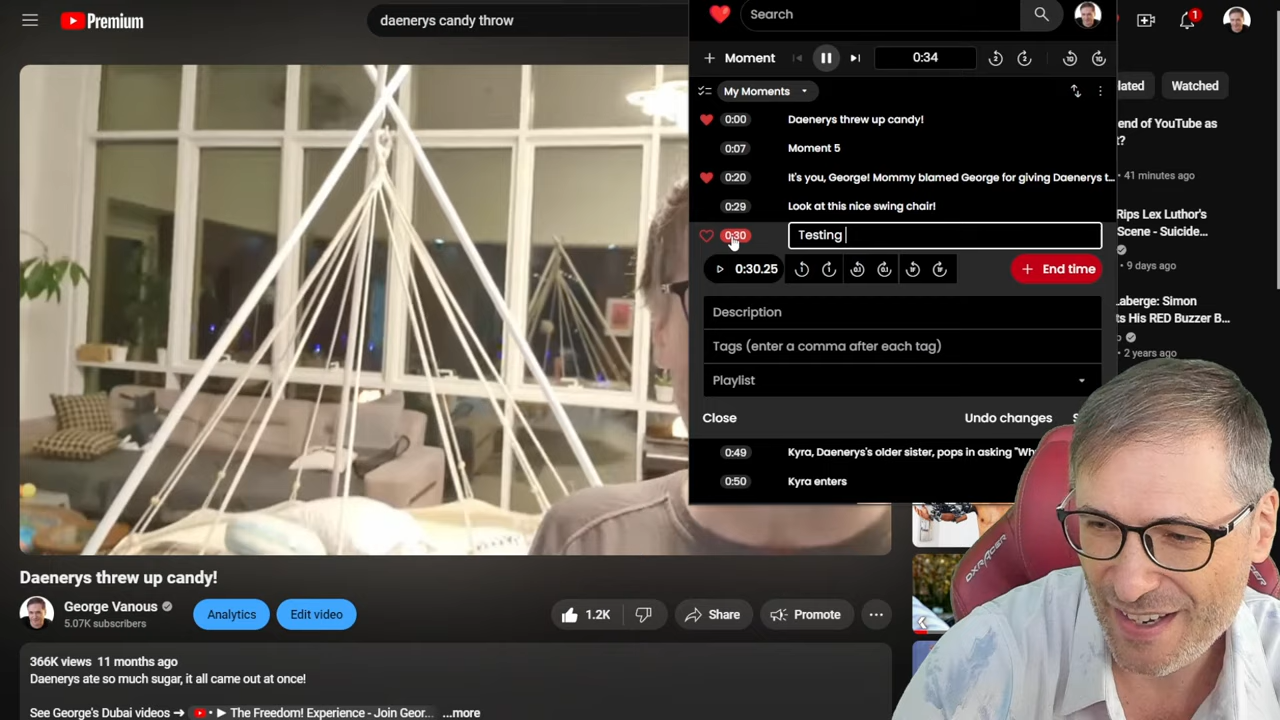 Premium
daenerys candy throw
Search
1
Moment
0:34
2
2
10
10
My Moments
lated
Watched
0:00 Daenerys threw up candy!
0:07 Moment 5
0:20 It's you, George! Mommy blamed George for giving Daenerys t...
0:29 Look at this nice swing chair!
0:30 Testing
0:30.25
+ End time
Description
Tags (enter a comma after each tag)
Playlist
Close
Undo changes
0:49 Kyra, Daenerys's older sister, pops in asking "Wh
0:50 Kyra enters
end of YouTube as
?
• 41 minutes ago
Rips Lex Luthor's
Scene - Suicide...
• 9 days ago
Laberge: Simon
ts His RED Buzzer B...
• 2 years ago
DXRACER
Daenerys threw up candy!
George Vanous
5.07K subscribers
Analytics
Edit video
1.2K
Share
Promote
366K views 11 months ago
Daenerys ate so much sugar, it all came out at once!
See George's Dubai videos ➔ • ▶ The Freedom! Experience - Join Geor... ...more